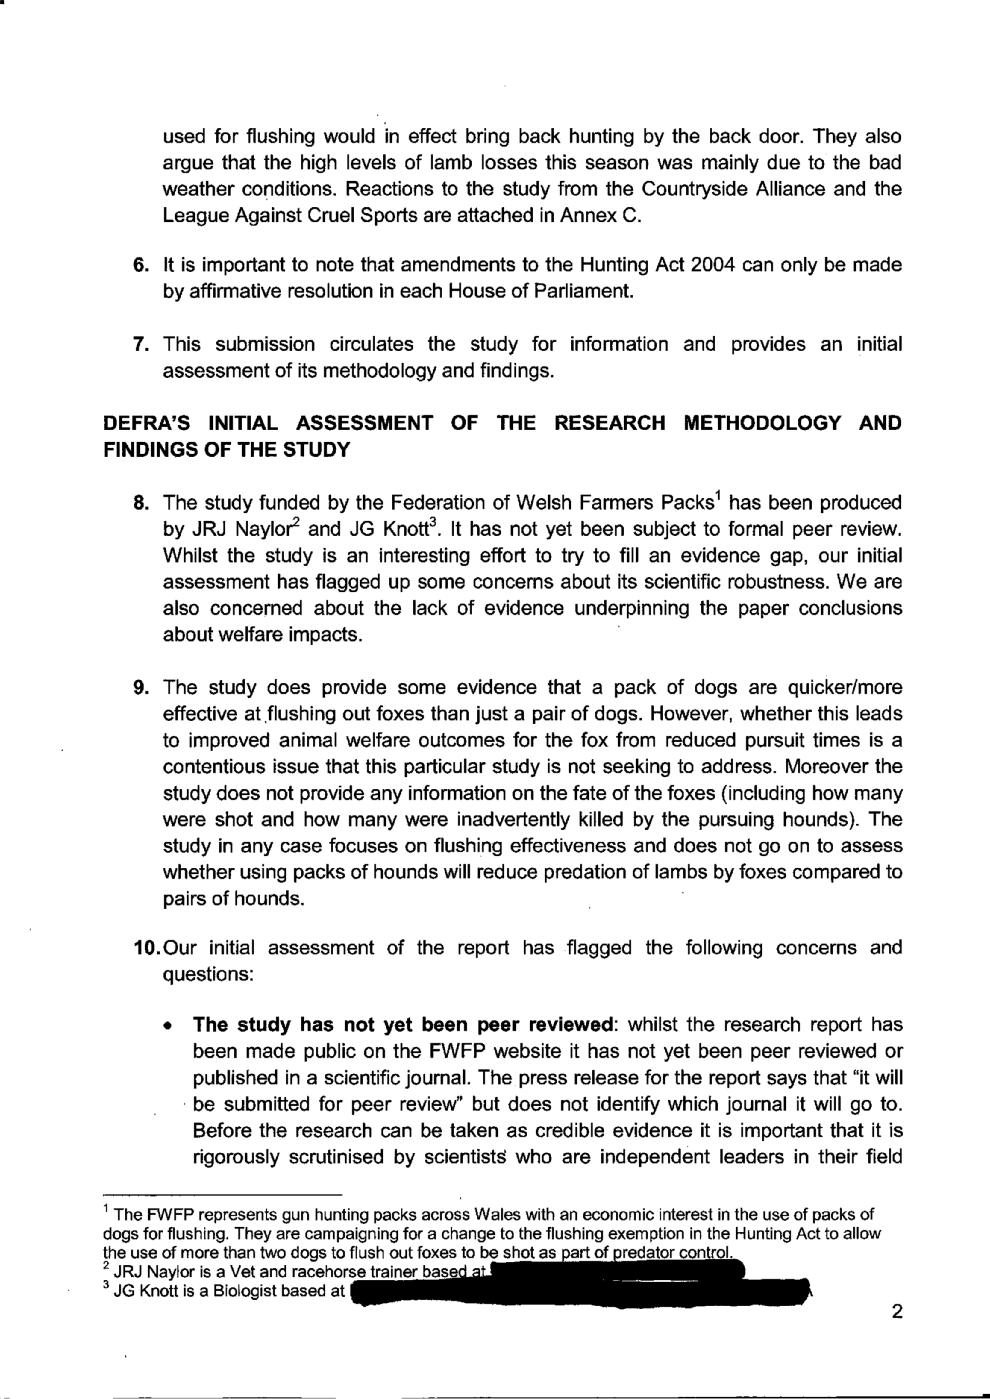 used for flushing would in effect bring back hunting by the back door. They also
argue that the high levels of lamb losses this season was mainly due to the bad
weather conditions. Reactions to the study from the Countryside Alliance and the
League Against Cruel Sports are attached in Annex C.
6. It is important to note that amendments to the Hunting Act 2004 can only be made
by affirmative resolution in each House of Parliament.
7. This submission circulates the study for information and provides an initial
assessment of its methodology and findings.
DEFRA'S INITIAL ASSESSMENT OF THE RESEARCH METHODOLOGY AND
FINDINGS OF THE STUDY
8. The study funded by the Federation of Welsh Farmers Packs¹ has been produced
by JRJ Naylor² and JG Knott³. It has not yet been subject to formal peer review.
Whilst the study is an interesting effort to try to fill an evidence gap, our initial
assessment has flagged up some concerns about its scientific robustness. We are
also concerned about the lack of evidence underpinning the paper conclusions
about welfare impacts.
9. The study does provide some evidence that a pack of dogs are quicker/more
effective at flushing out foxes than just a pair of dogs. However, whether this leads
to improved animal welfare outcomes for the fox from reduced pursuit times is a
contentious issue that this particular study is not seeking to address. Moreover the
study does not provide any information on the fate of the foxes (including how many
were shot and how many were inadvertently killed by the pursuing hounds). The
study in any case focuses on flushing effectiveness and does not go on to assess
whether using packs of hounds will reduce predation of lambs by foxes compared to
pairs of hounds.
10. Our initial assessment of the report has flagged the following concerns and
questions:
• The study has not yet been peer reviewed: whilst the research report has
been made public on the FWFP website it has not yet been peer reviewed or
published in a scientific journal. The press release for the report says that “it will
be submitted for peer review” but does not identify which journal it will go to.
Before the research can be taken as credible evidence it is important that it is
rigorously scrutinised by scientists who are independent leaders in their field
¹ The FWFP represents gun hunting packs across Wales with an economic interest in the use of packs of
dogs for flushing. They are campaigning for a change to the flushing exemption in the Hunting Act to allow
the use of more than two dogs to flush out foxes to be shot as part of predator control.
² JRJ Naylor is a Vet and racehorse trainer based at
³ JG Knott is a Biologist based at
2